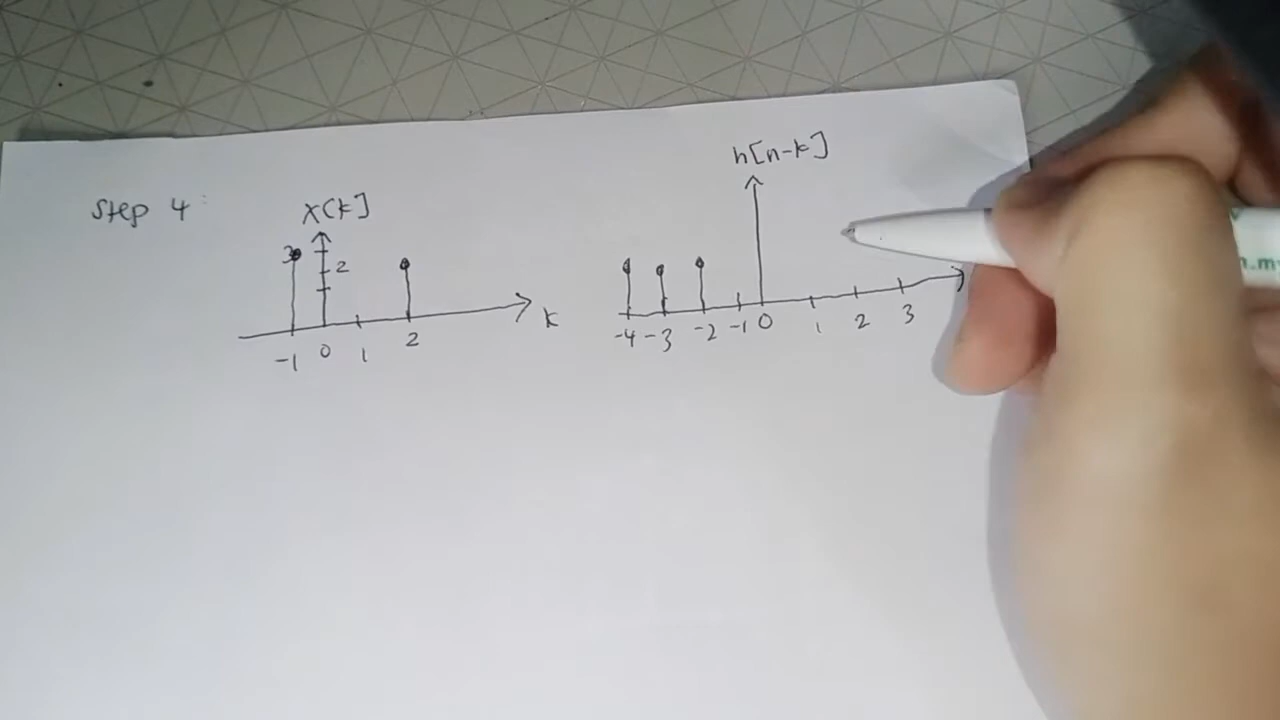 Step 4:
x[k]
3
2
-1 0 1 2
k
h[n-k]
-4 -3 -2 -1 0 1 2 3